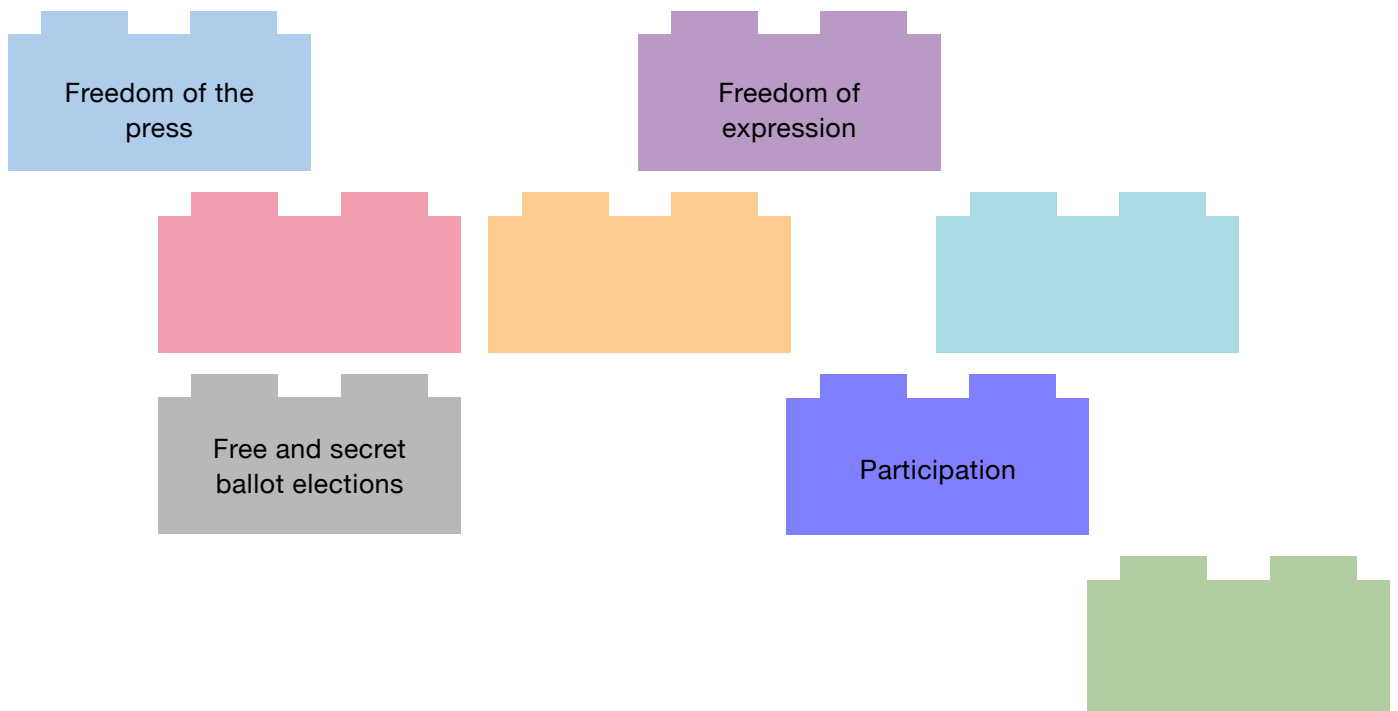 Freedom of the
press
Freedom of
expression
Free and secret
ballot elections
Participation